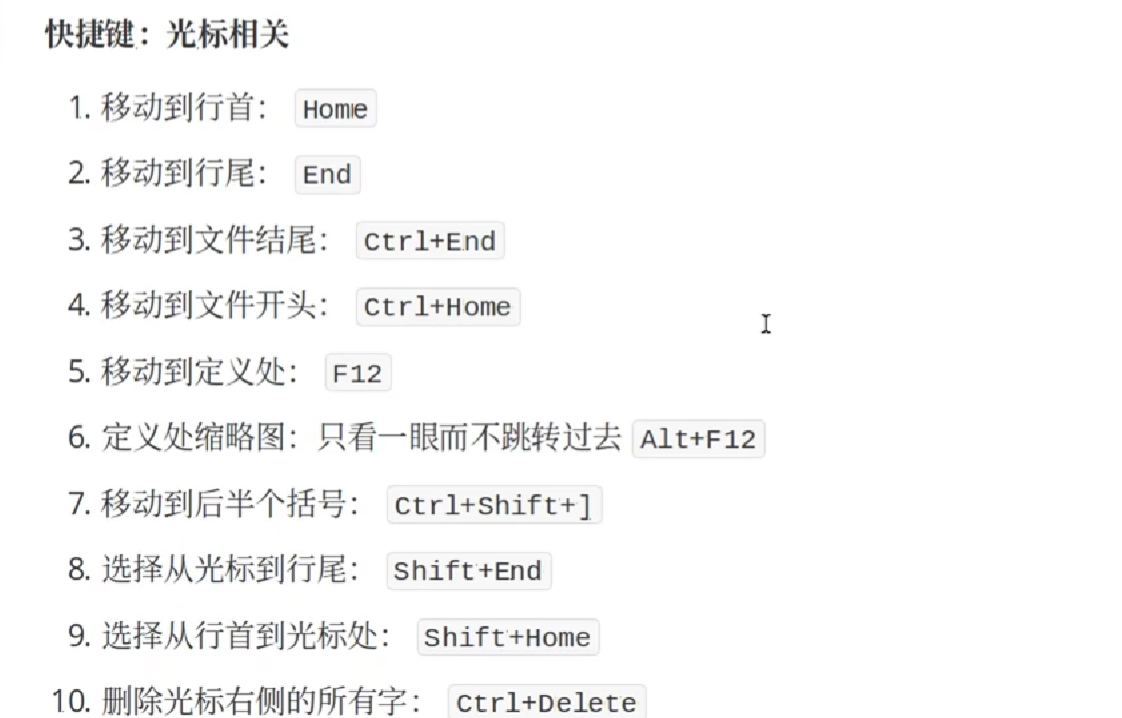 快捷键：光标相关
1. 移动到行首： Home
2. 移动到行尾： End
3. 移动到文件结尾： Ctrl+End
4. 移动到文件开头： Ctrl+Home
5. 移动到定义处： F12
6. 定义处缩略图：只看一眼而不跳转过去 Alt+F12
7. 移动到后半个括号： Ctrl+Shift+]
8. 选择从光标到行尾： Shift+End
9. 选择从行首到光标处： Shift+Home
10. 删除光标右侧的所有字： Ctrl+Delete